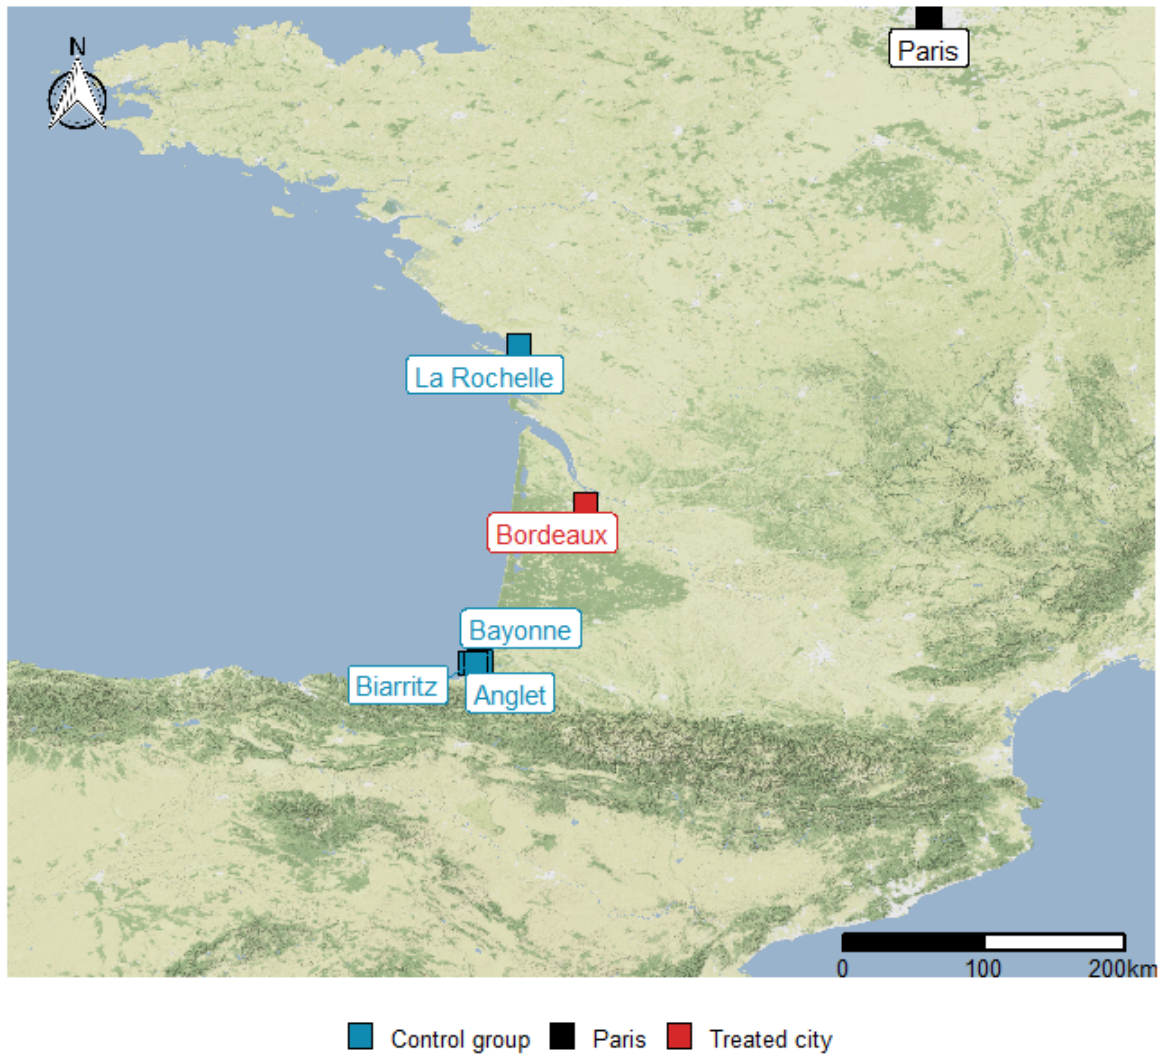 N
Paris
La Rochelle
Bordeaux
Bayonne
Biarritz
Anglet
0 100 200km
Control group Paris Treated city